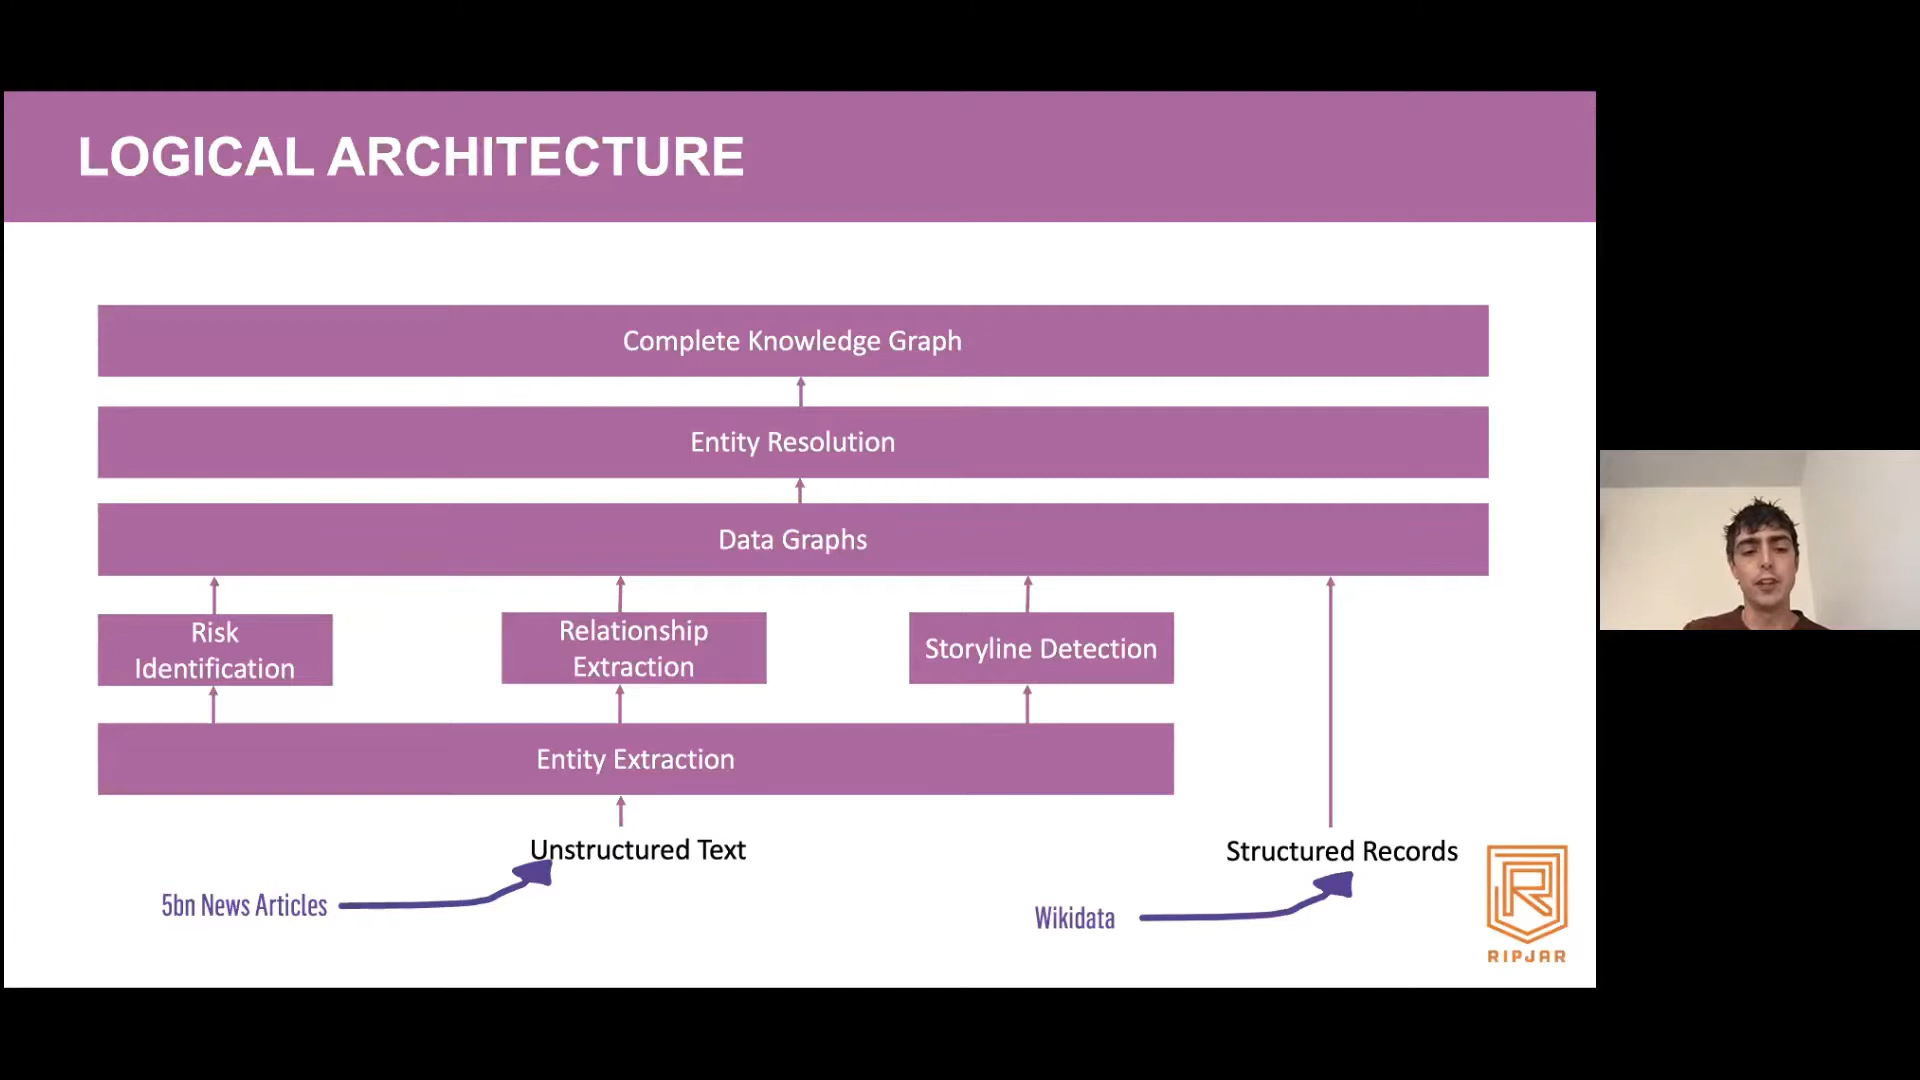 LOGICAL ARCHITECTURE
Complete Knowledge Graph
Entity Resolution
Data Graphs
Risk
Identification
Relationship
Extraction
Storyline Detection
Entity Extraction
Unstructured Text
Structured Records
5bn News Articles
Wikidata
RIPJAR